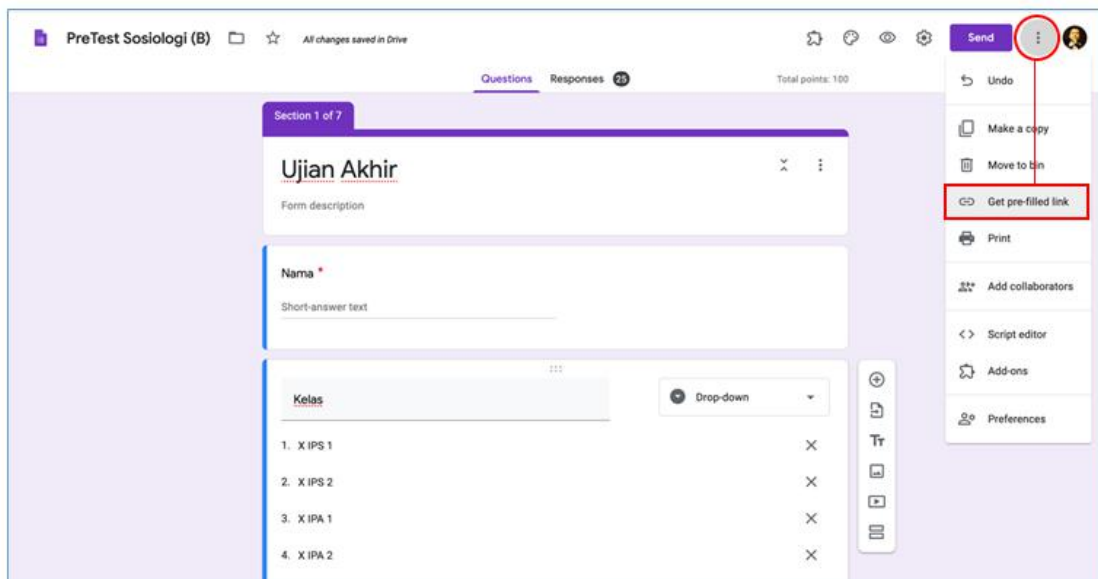 PreTest Sosiologi (B)
All changes saved in Drive
Send
Questions
Responses 25
Total points: 100
Section 1 of 7
Ujian Akhir
Form description
Nama *
Short-answer text
Kelas
Drop-down
1. X IPS 1
2. X IPS 2
3. X IPA 1
4. X IPA 2
Tт
Undo
Make a copy
Move to bin
Get pre-filled link
Print
Add collaborators
Script editor
Add-ons
Preferences